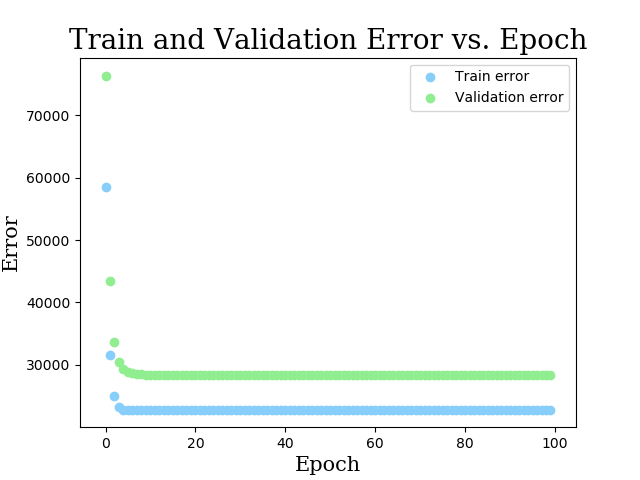 Train and Validation Error vs. Epoch
Train error
Validation error
70000
60000
50000
40000
30000
Error
0 20 40 60 80 100
Epoch